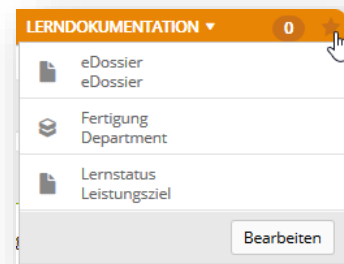 LERNDOKUMENTATION ▼ 0
eDossier
eDossier
Fertigung
Department
Lernstatus
Leistungsziel
Bearbeiten